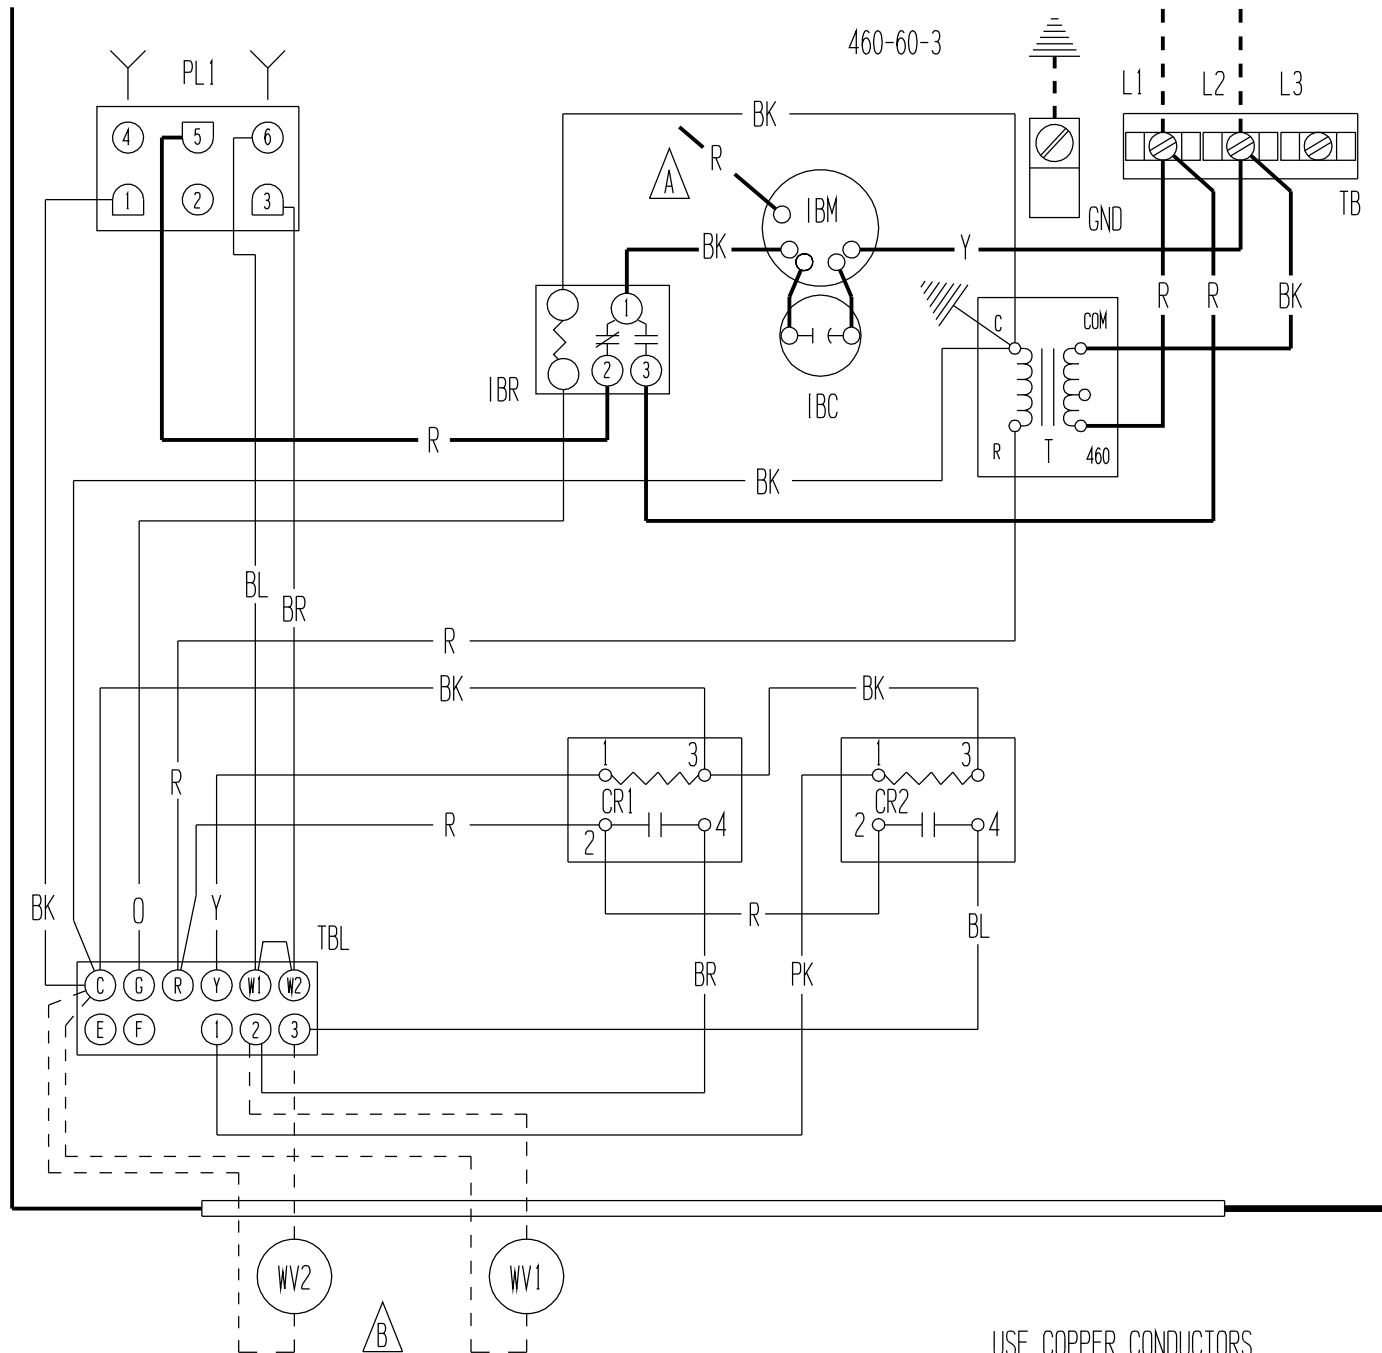 460-60-3
PL1
L1 L2 L3
4 5 6
1 2 3
BK
R
A
IBM
GND
TB
BK
Y
R R BK
1
2 3
IBR
IBC
C COM
R T 460
R
BK
BL
BR
R
BK
BK
R
1 3
CR1
2 4
1 3
CR2
2 4
R
BK
O
Y
R
BL
TBL
BR
PK
C G R Y W1 W2
E F 1 2 3
WV2
WV1
B
USE COPPER CONDUCTORS